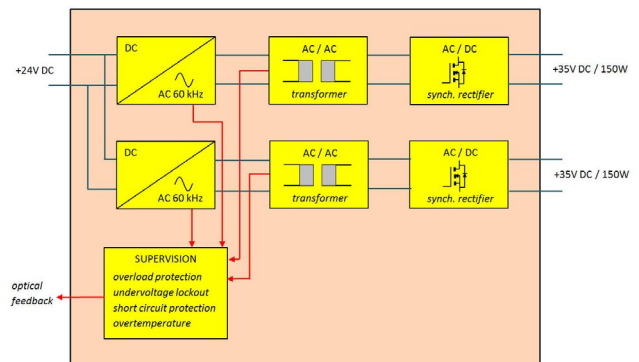 DC
AC 60 kHz
AC / AC
transformer
AC / DC
synch. rectifier
+24V DC
+35V DC / 150W
DC
AC 60 kHz
AC / AC
transformer
AC / DC
synch. rectifier
+35V DC / 150W
SUPERVISION
overload protection
undervoltage lockout
short circuit protection
overtemperature
optical
feedback